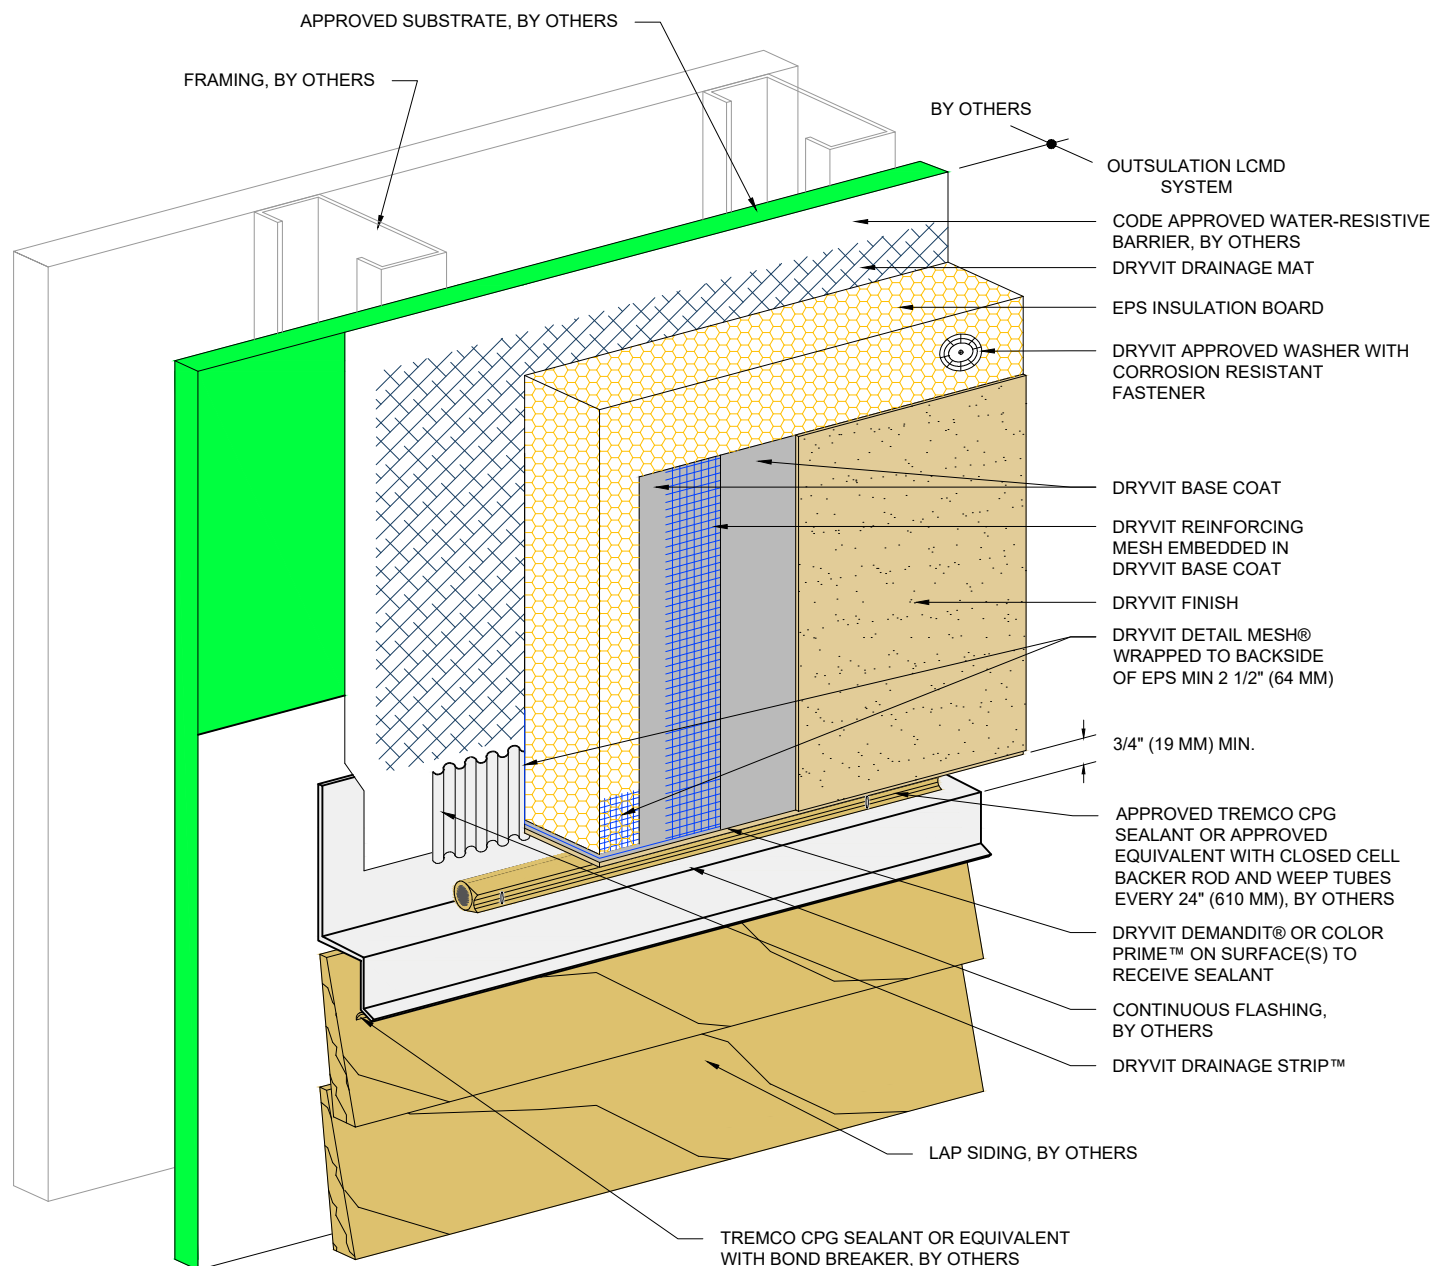 APPROVED SUBSTRATE, BY OTHERS
FRAMING, BY OTHERS
BY OTHERS
OUTSULATION LCMD
SYSTEM
CODE APPROVED WATER-RESISTIVE
BARRIER, BY OTHERS
DRYVIT DRAINAGE MAT
EPS INSULATION BOARD
DRYVIT APPROVED WASHER WITH
CORROSION RESISTANT
FASTENER
DRYVIT BASE COAT
DRYVIT REINFORCING
MESH EMBEDDED IN
DRYVIT BASE COAT
DRYVIT FINISH
DRYVIT DETAIL MESH®
WRAPPED TO BACKSIDE
OF EPS MIN 2 1/2" (64 MM)
3/4" (19 MM) MIN.
APPROVED TREMCO CPG
SEALANT OR APPROVED
EQUIVALENT WITH CLOSED CELL
BACKER ROD AND WEEP TUBES
EVERY 24" (610 MM), BY OTHERS
DRYVIT DEMANDIT® OR COLOR
PRIME™ ON SURFACE(S) TO
RECEIVE SEALANT
CONTINUOUS FLASHING,
BY OTHERS
DRYVIT DRAINAGE STRIP™
LAP SIDING, BY OTHERS
TREMCO CPG SEALANT OR EQUIVALENT
WITH BOND BREAKER, BY OTHERS